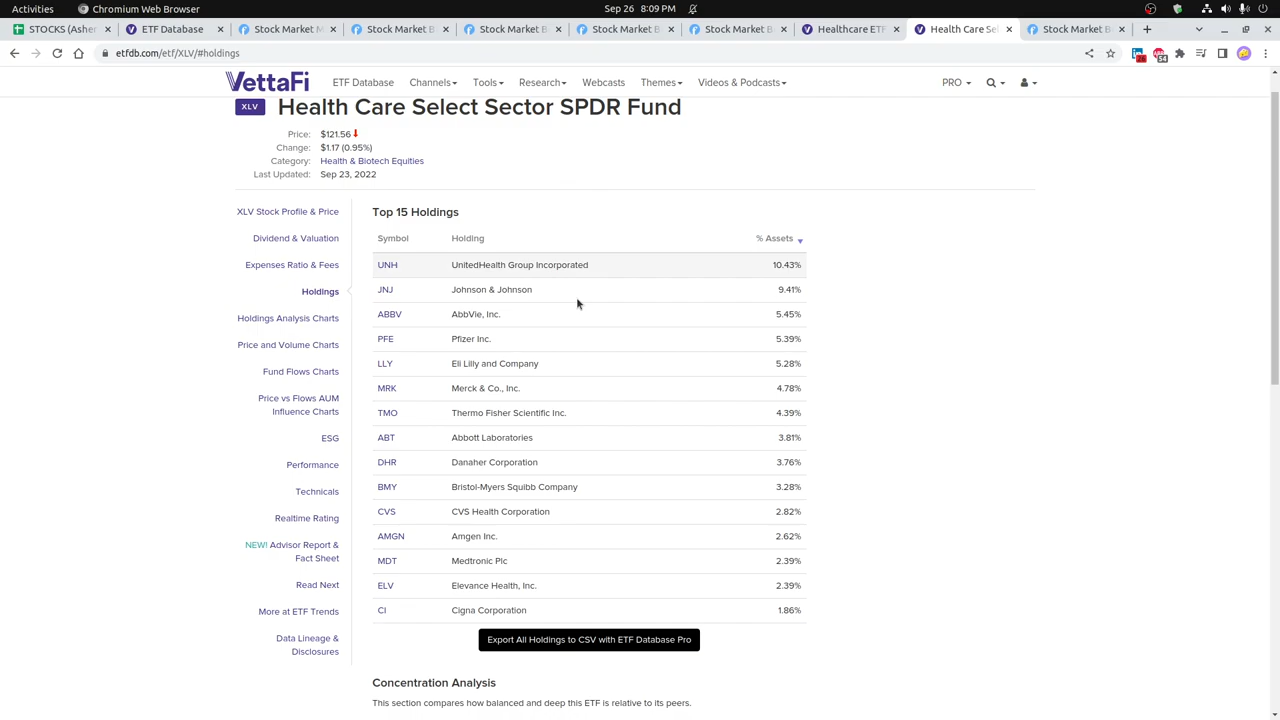 Activities Chromium Web Browser Sep 26 8:09 PM
STOCKS (Ashe ETF Database Stock Market Stock Mark Stock Mark Stock Mark Healthcare ETF Health Care Sel Stock Databas
etfdb.com/etf/XLV/#holdings 26 54
VettaFi ETF Database Channels Tools Research Webcasts Themes Videos & Podcasts PRO
XLV Health Care Select Sector SPDR Fund
Price: $121.56
Change: $1.17 (0.95%)
Category: Health & Biotech Equities
Last Updated: Sep 23, 2022
XLV Stock Profile & Price
Dividend & Valuation
Expenses Ratio & Fees
Holdings
Holdings Analysis Charts
Price and Volume Charts
Fund Flows Charts
Price vs Flows AUM
Influence Charts
ESG
Performance
Technicals
Realtime Rating
NEW! Advisor Report &
Fact Sheet
Read Next
More at ETF Trends
Data Lineage &
Disclosures
Top 15 Holdings
Symbol Holding % Assets
UNH UnitedHealth Group Incorporated 10.43%
JNJ Johnson & Johnson 9.41%
ABBV AbbVie, Inc. 5.45%
PFE Pfizer Inc. 5.39%
LLY Eli Lilly and Company 5.28%
MRK Merck & Co., Inc. 4.78%
TMO Thermo Fisher Scientific Inc. 4.39%
ABT Abbott Laboratories 3.81%
DHR Danaher Corporation 3.76%
BMY Bristol-Myers Squibb Company 3.28%
CVS CVS Health Corporation 2.82%
AMGN Amgen Inc. 2.62%
MDT Medtronic Plc 2.39%
ELV Elevance Health, Inc. 2.39%
CI Cigna Corporation 1.86%
Export All Holdings to CSV with ETF Database Pro
Concentration Analysis
This section compares how balanced and deep this ETF is relative to its peers.